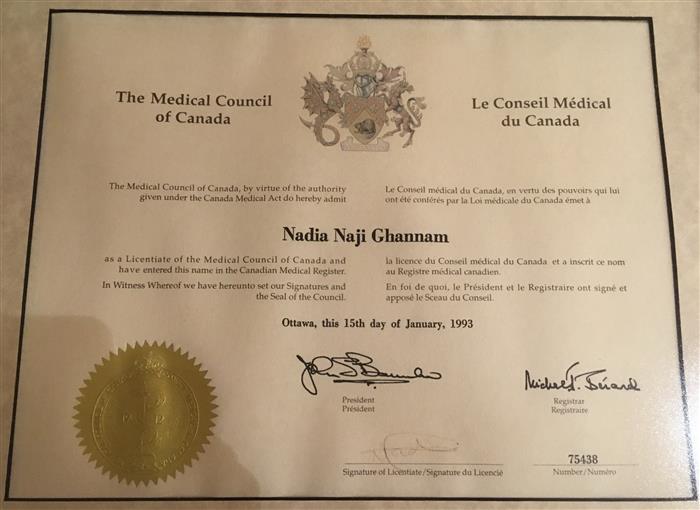 The Medical Council
of Canada
Le Conseil Médical
du Canada
The Medical Council of Canada, by virtue of the authority
given under the Canada Medical Act do hereby admit
Le Conseil médical du Canada, en vertu des pouvoirs qui lui
ont été conférés par la Loi médicale du Canada émet à
Nadia Naji Ghannam
as a Licentiate of the Medical Council of Canada and
have entered this name in the Canadian Medical Register.
In Witness Whereof we have hereunto set our Signatures and
the Seal of the Council.
la licence du Conseil médical du Canada et a inscrit ce nom
au Registre médical canadien.
En foi de quoi, le Président et le Registraire ont signé et
apposé le Sceau du Conseil.
Ottawa, this 15th day of January, 1993
President
Président
Registrar
Registraire
Signature of Licentiate/Signature du Licencié
75438
Number/Numéro